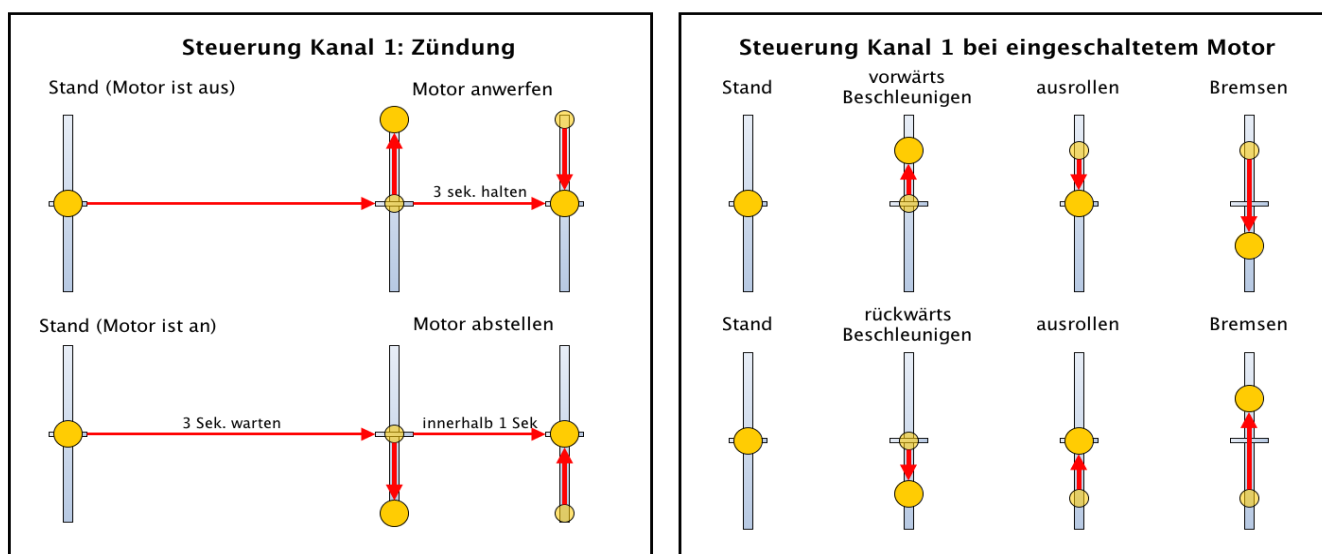 Steuerung Kanal 1: Zündung
Stand (Motor ist aus)
Motor anwerfen
3 sek. halten
Stand (Motor ist an)
Motor abstellen
3 Sek. warten
innerhalb 1 Sek
Steuerung Kanal 1 bei eingeschaltetem Motor
Stand
vorwärts
Beschleunigen
ausrollen
Bremsen
Stand
rückwärts
Beschleunigen
ausrollen
Bremsen